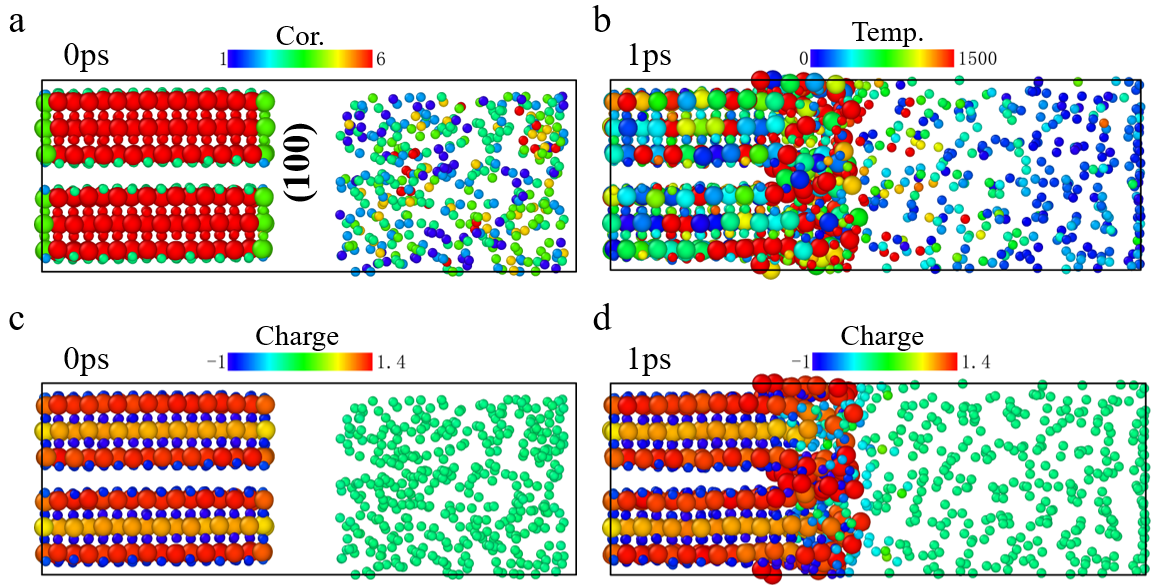 a
Cor.
0ps
1
6
(100)
b
Temp.
1ps
0
1500
c
Charge
0ps
-1
1.4
d
Charge
1ps
-1
1.4